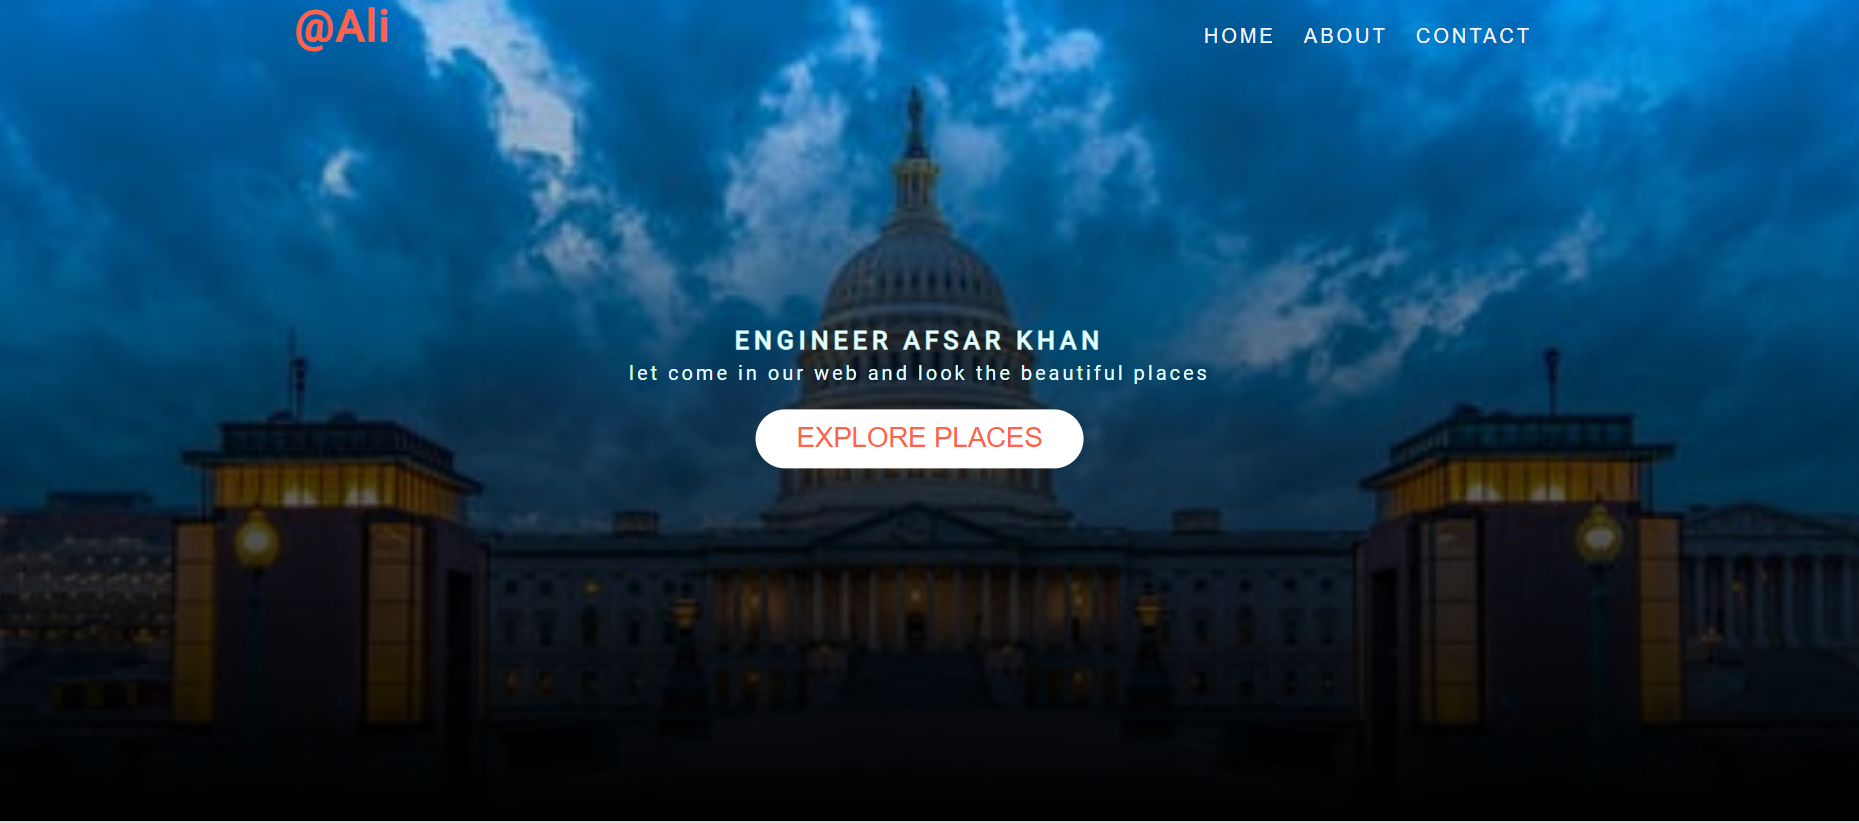 @Ali
HOME ABOUT CONTACT
ENGINEER AFSAR KHAN
let come in our web and look the beautiful places
EXPLORE PLACES